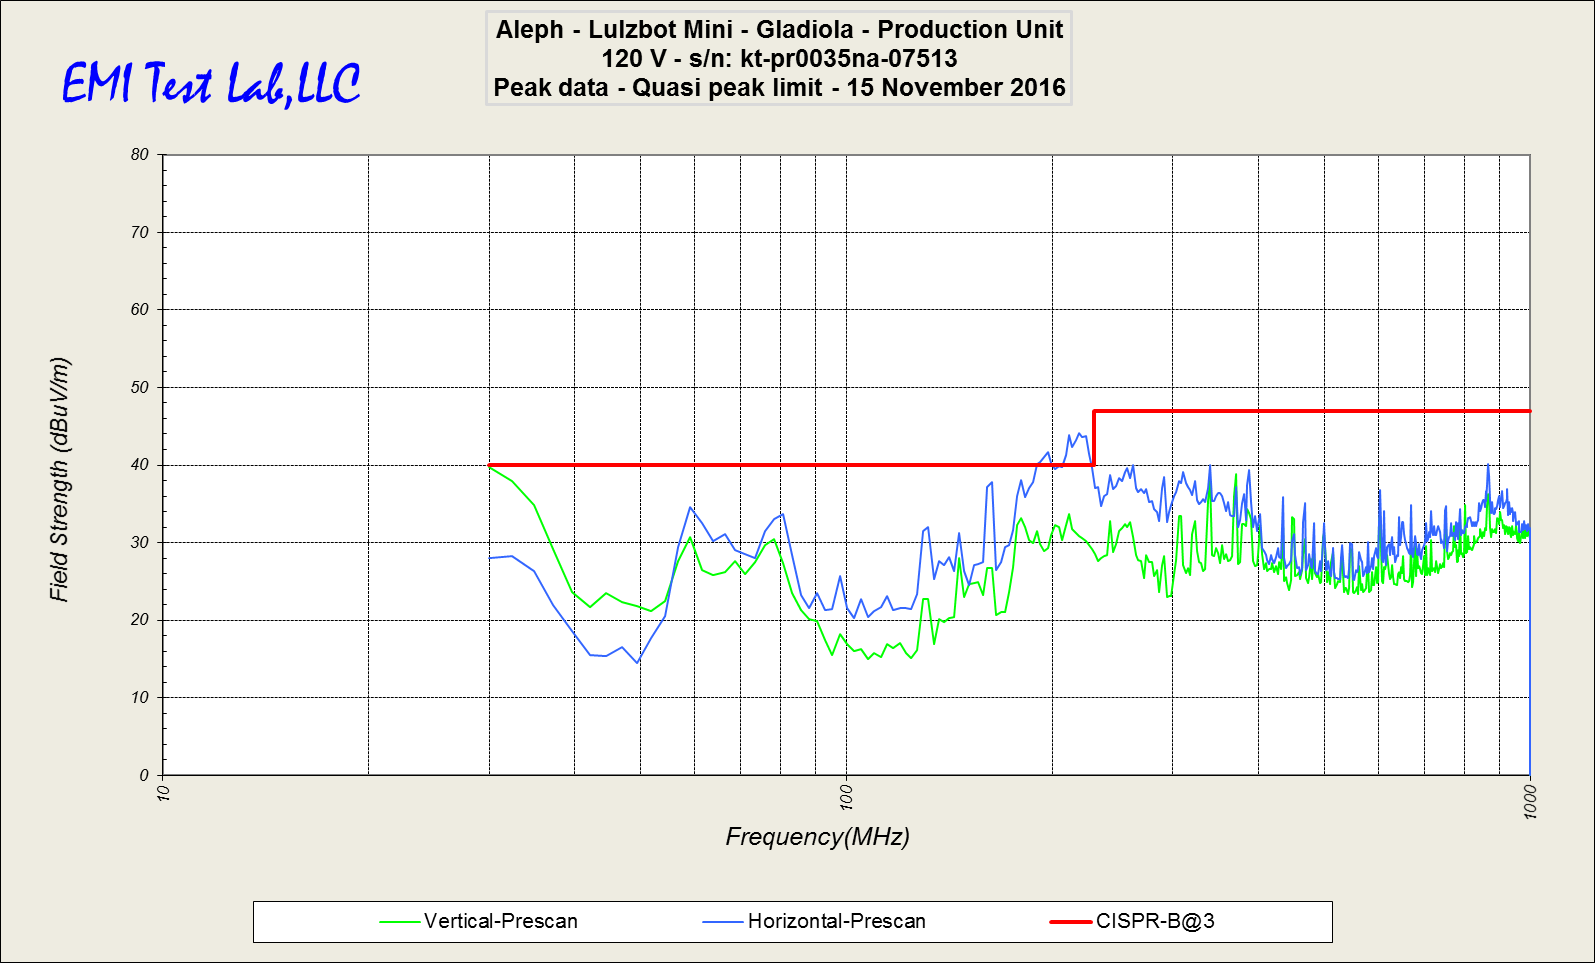 Aleph - Lulzbot Mini - Gladiola - Production Unit
120 V - s/n: kt-pr0035na-07513
Peak data - Quasi peak limit - 15 November 2016
EMI Test Lab,LLC
80
70
60
50
40
30
20
10
0
Field Strength (dBuV/m)
10
100
1000
Frequency(MHz)
Vertical-Prescan
Horizontal-Prescan
CISPR-B@3